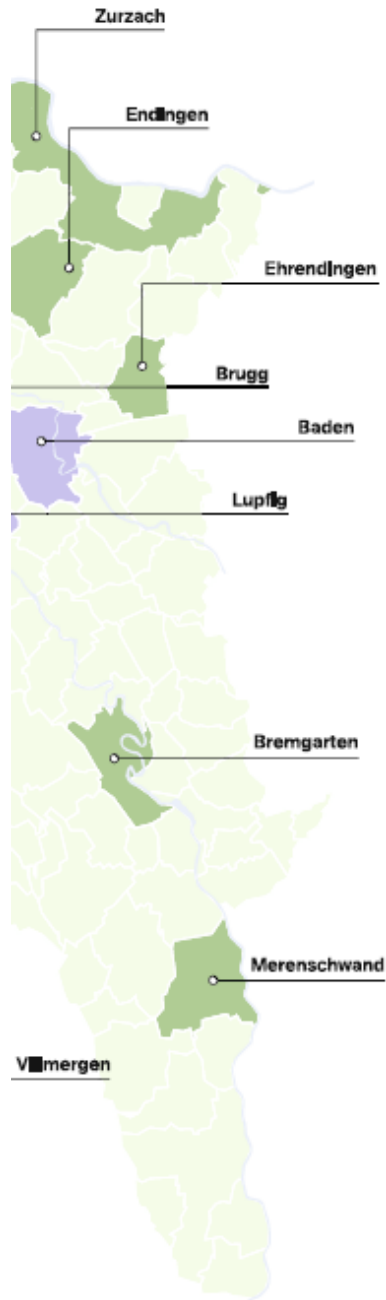 Zurzach
Endingen
Ehrendingen
Brugg
Baden
Lupfig
Bremgarten
Merenschwand